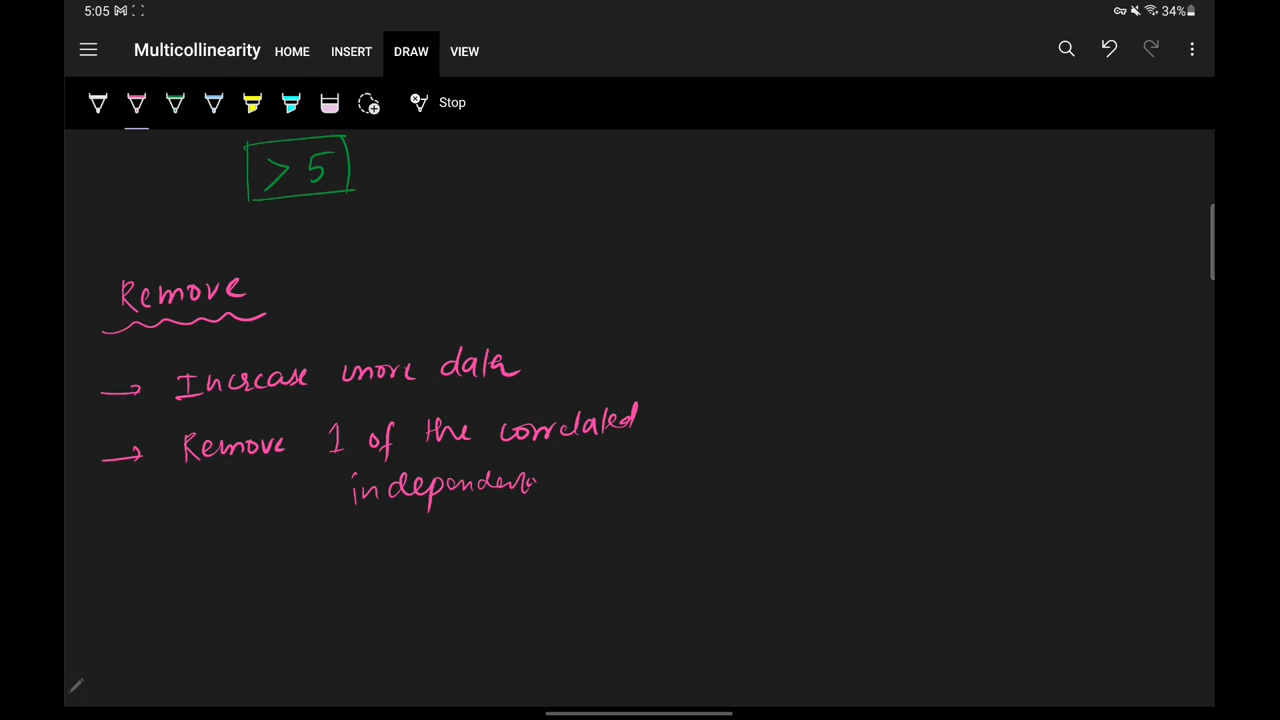 5:05 34%
Multicollinearity HOME INSERT DRAW VIEW
Stop
> 5
Remove
→ Increase more data
→ Remove 1 of the correlated
independent